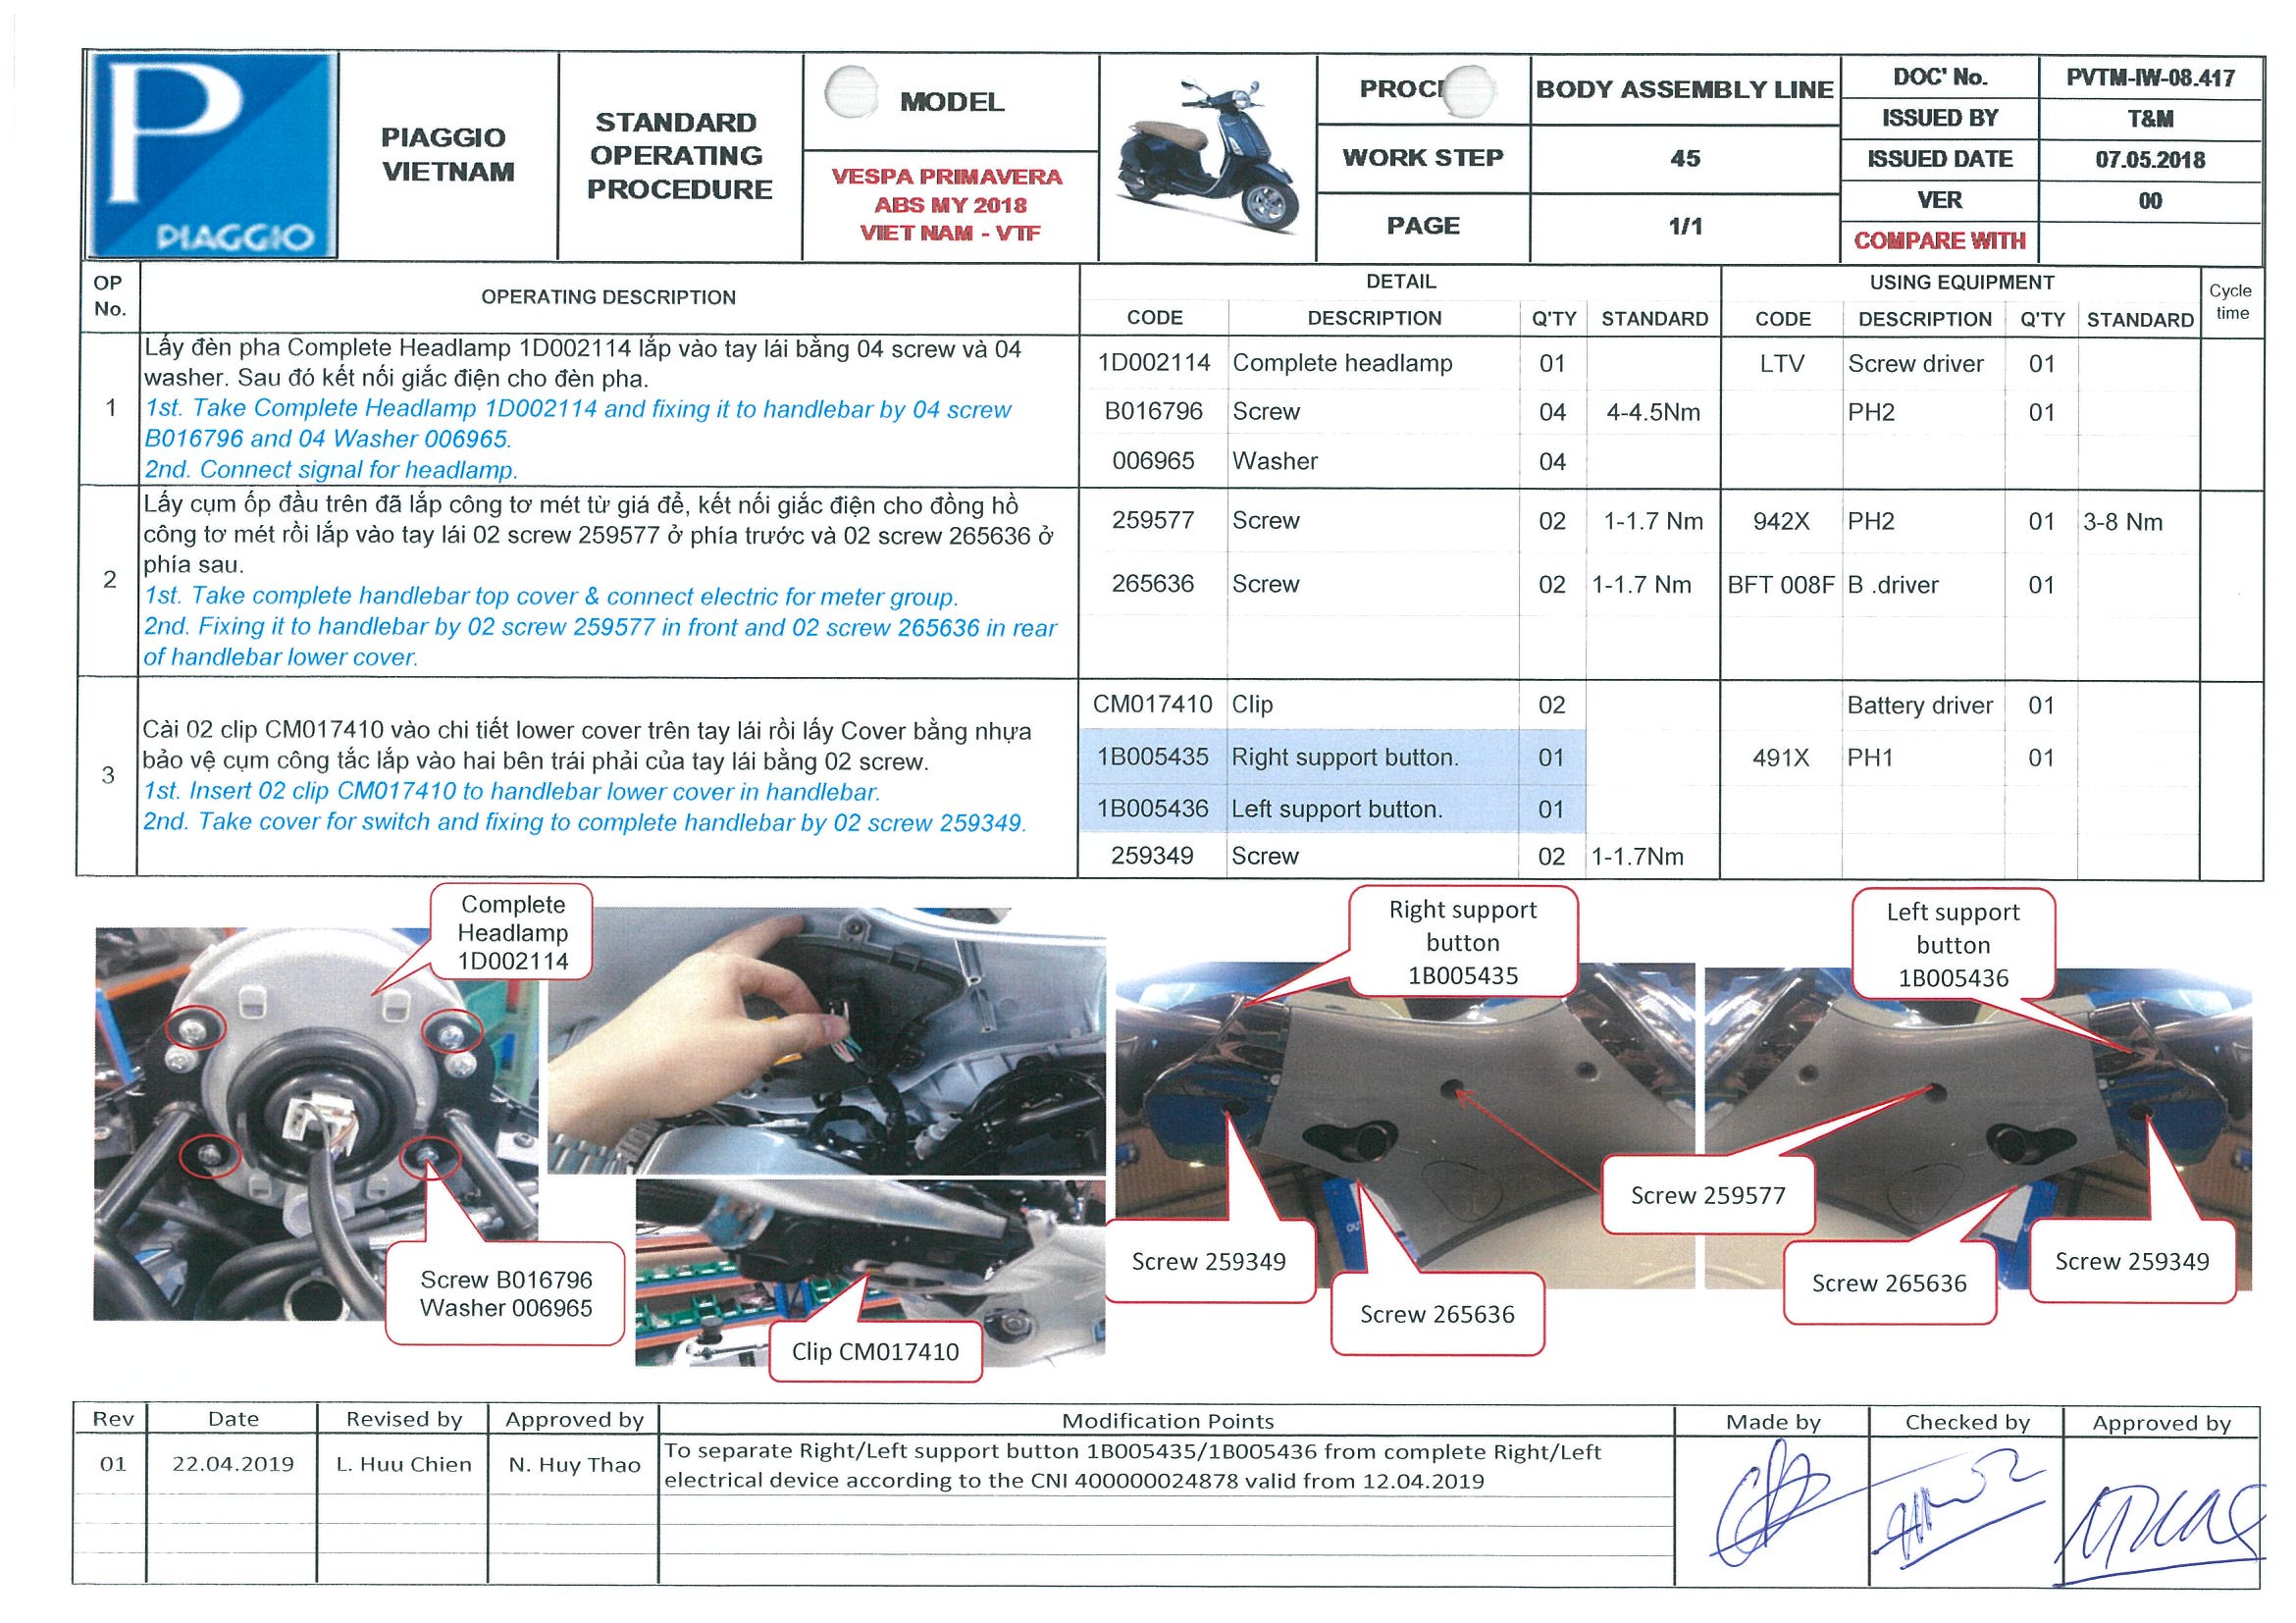 PIAGGIO
PIAGGIO
VIETNAM
STANDARD
OPERATING
PROCEDURE
MODEL
VESPA PRIMAVERA
ABS MY 2018
VIET NAM - VTF
BODY ASSEMBLY LINE
WORK STEP 45
PAGE 1/1
DOC' No. PVTM-IW-08.417
ISSUED BY T&M
ISSUED DATE 07.05.2018
VER 00
COMPARE WITH
OP
No.
OPERATING DESCRIPTION
DETAIL
USING EQUIPMENT
Cycle
time
CODE DESCRIPTION Q'TY STANDARD CODE DESCRIPTION Q'TY STANDARD
1
Lấy đèn pha Complete Headlamp 1D002114 lắp vào tay lái bằng 04 screw và 04
washer. Sau đó kết nối giắc điện cho đèn pha.
1st. Take Complete Headlamp 1D002114 and fixing it to handlebar by 04 screw
B016796 and 04 Washer 006965.
2nd. Connect signal for headlamp.
1D002114 Complete headlamp 01 LTV Screw driver 01
B016796 Screw 04 4-4.5Nm PH2 01
006965 Washer 04
2
Lấy cụm ốp đầu trên đã lắp công tơ mét từ giá để, kết nối giắc điện cho đồng hồ
công tơ mét rồi lắp vào tay lái 02 screw 259577 ở phía trước và 02 screw 265636 ở
phía sau.
1st. Take complete handlebar top cover & connect electric for meter group.
2nd. Fixing it to handlebar by 02 screw 259577 in front and 02 screw 265636 in rear
of handlebar lower cover.
259577 Screw 02 1-1.7 Nm 942X PH2 01 3-8 Nm
265636 Screw 02 1-1.7 Nm BFT 008F B .driver 01
3
Cài 02 clip CM017410 vào chi tiết lower cover trên tay lái rồi lấy Cover bằng nhựa
bảo vệ cụm công tắc lắp vào hai bên trái phải của tay lái bằng 02 screw.
1st. Insert 02 clip CM017410 to handlebar lower cover in handlebar.
2nd. Take cover for switch and fixing to complete handlebar by 02 screw 259349.
CM017410 Clip 02 Battery driver 01
1B005435 Right support button. 01 491X PH1 01
1B005436 Left support button. 01
259349 Screw 02 1-1.7Nm
Complete
Headlamp
1D002114
Screw B016796
Washer 006965
Clip CM017410
Right support
button
1B005435
Left support
button
1B005436
Screw 259349
Screw 265636
Screw 259577
Screw 265636
Screw 259349
Rev Date Revised by Approved by Modification Points Made by Checked by Approved by
01 22.04.2019 L. Huu Chien N. Huy Thao
To separate Right/Left support button 1B005435/1B005436 from complete Right/Left
electrical device according to the CNI 400000024878 valid from 12.04.2019